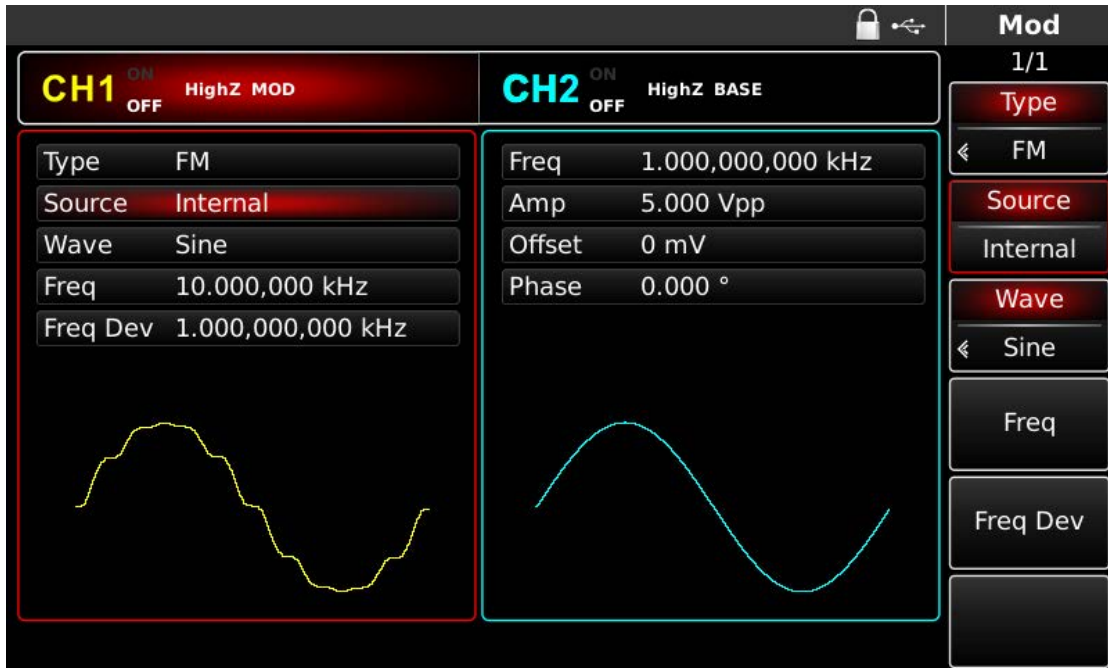 Mod
1/1
CH1 ON OFF HighZ MOD
CH2 ON OFF HighZ BASE
Type FM
Source Internal
Wave Sine
Freq 10.000,000 kHz
Freq Dev 1.000,000,000 kHz
Freq 1.000,000,000 kHz
Amp 5.000 Vpp
Offset 0 mV
Phase 0.000 °
Type
FM
Source
Internal
Wave
Sine
Freq
Freq Dev